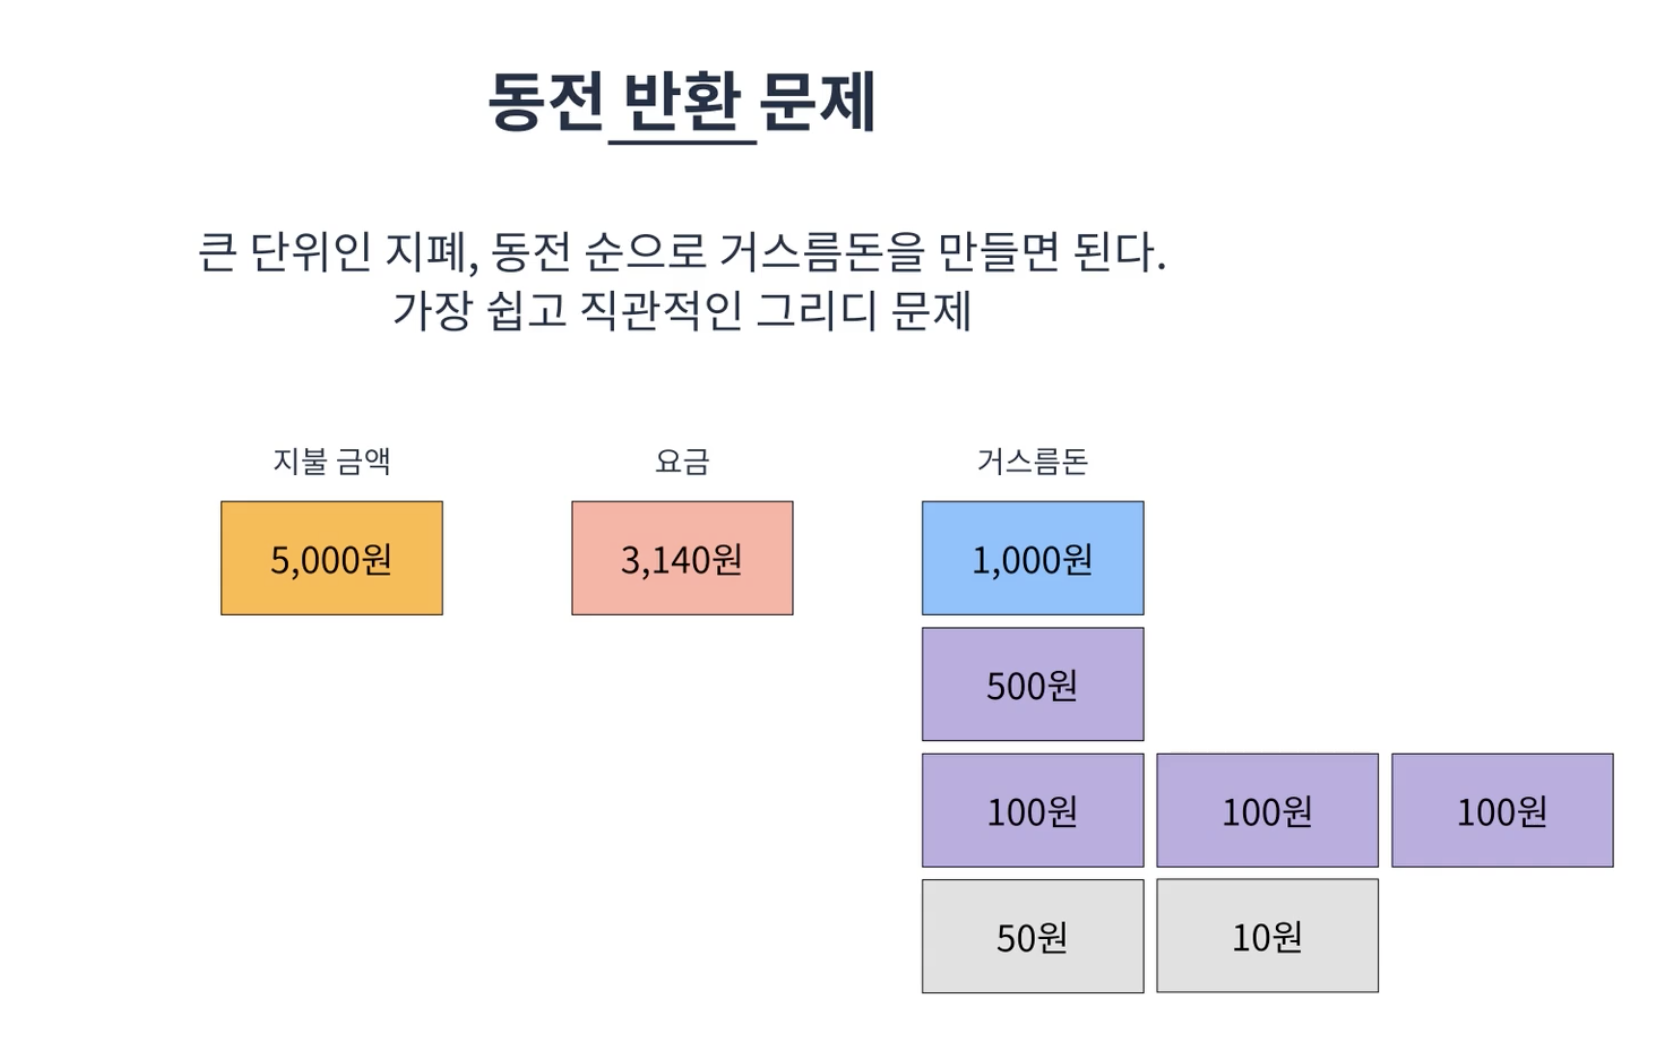 동전 반환 문제
큰 단위인 지폐, 동전 순으로 거스름돈을 만들면 된다.
가장 쉽고 직관적인 그리디 문제
지불 금액 요금 거스름돈
5,000원 3,140원 1,000원
500원
100원 100원 100원
50원 10원